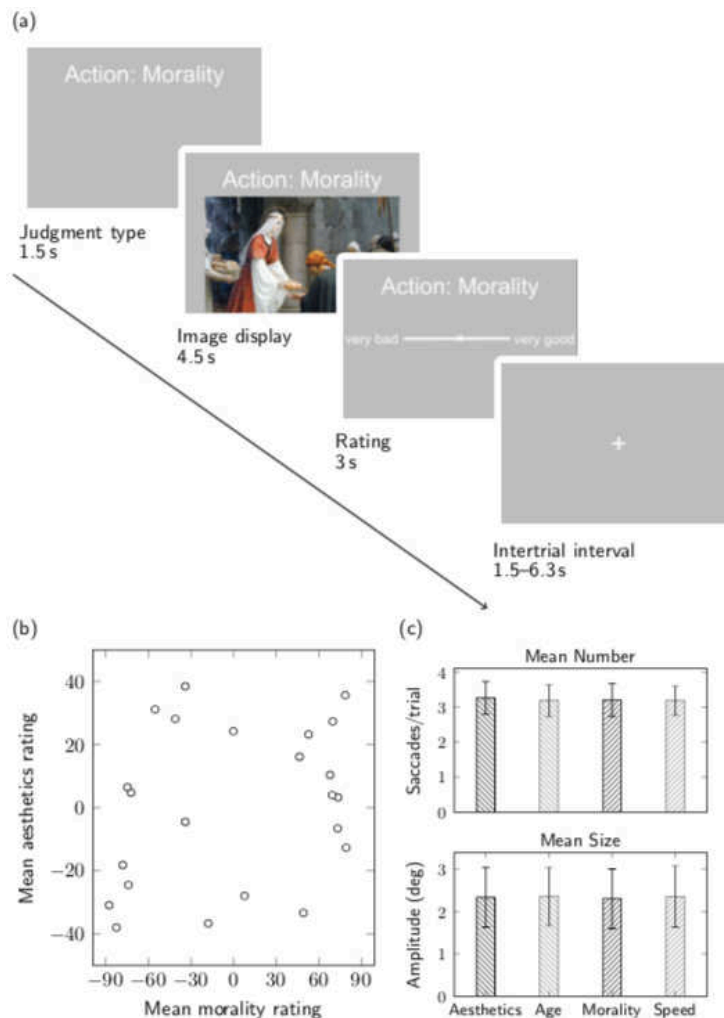 (a)
Action: Morality
Action: Morality
Judgment type
1.5 s
Action: Morality
Image display
4.5 s
very bad
very good
Rating
3 s
+
Intertrial interval
1.5–6.3 s
(b)
40
20
0
−20
−40
Mean aesthetics rating
−90 −60 −30 0 30 60 90
Mean morality rating
(c)
Mean Number
4
3
2
1
0
Saccades/trial
Mean Size
3
2
1
0
Amplitude (deg)
Aesthetics Age Morality Speed